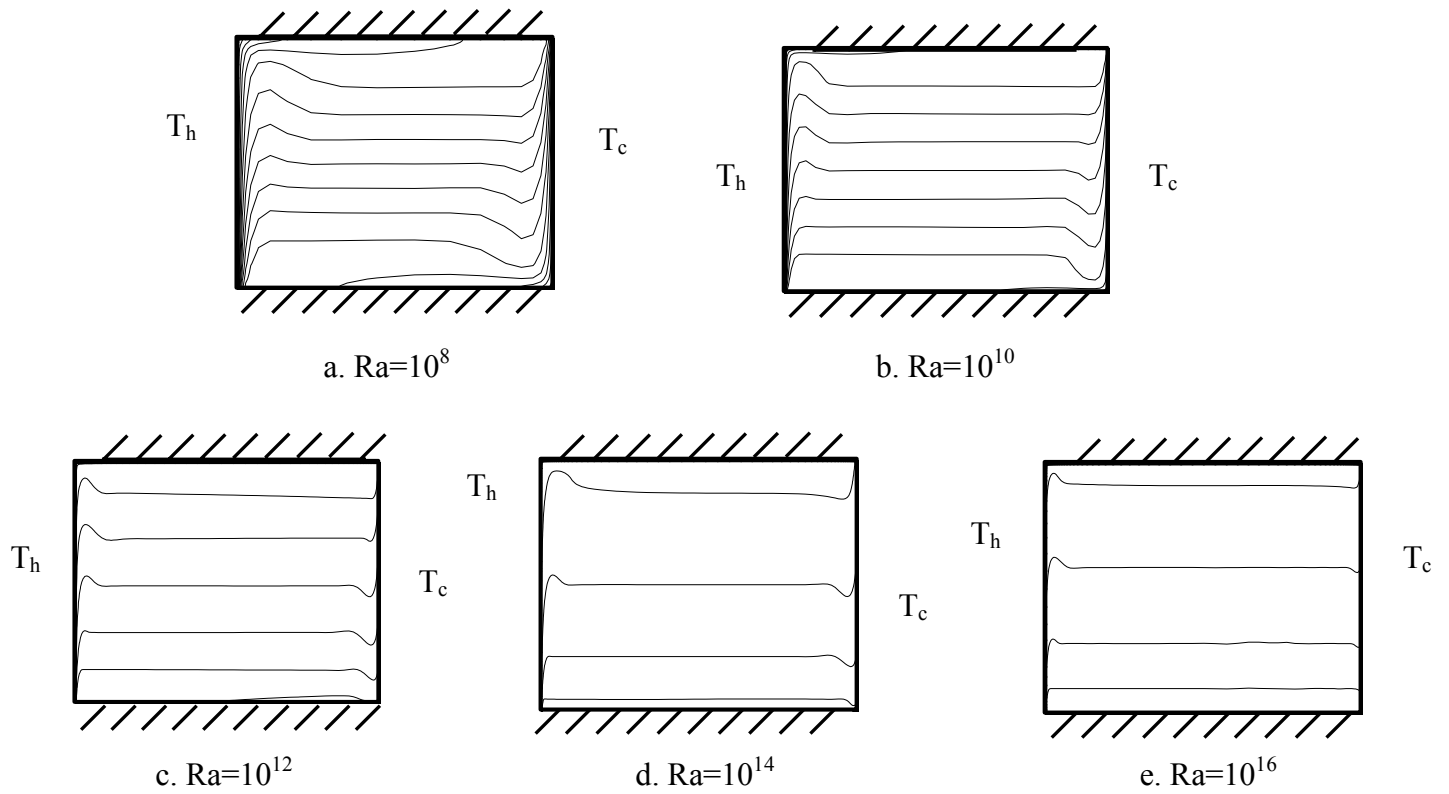 T_h
T_c
a. Ra=10^8
T_h
T_c
b. Ra=10^10
T_h
T_c
c. Ra=10^12
T_h
T_c
d. Ra=10^14
T_h
T_c
e. Ra=10^16